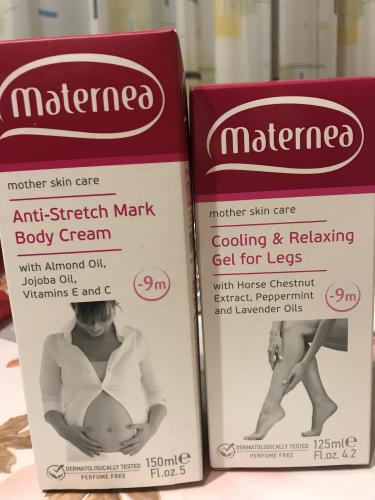 maternea
mother skin care
Anti-Stretch Mark
Body Cream
with Almond Oil,
Jojoba Oil,
Vitamins E and C
-9m
DERMATOLOGICALLY TESTED
PERFUME FREE
150ml℮
Fl.oz.5
maternea
mother skin care
Cooling & Relaxing
Gel for Legs
with Horse Chestnut
Extract, Peppermint
and Lavender Oils
-9m
DERMATOLOGICALLY TESTED
PERFUME FREE
125ml℮
Fl.oz. 4.2